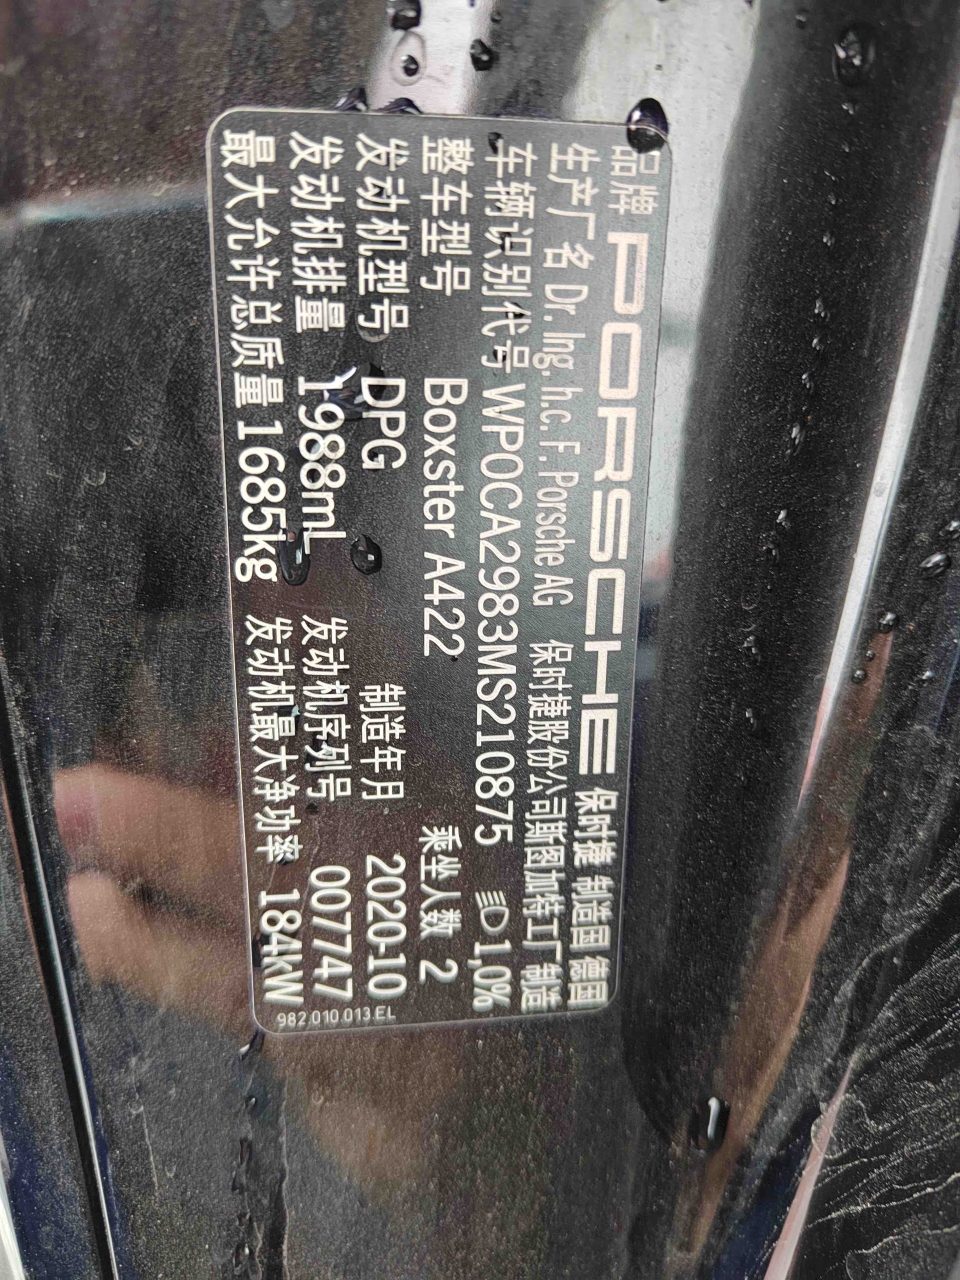 品牌 PORSCHE 保时捷 制造国 德国
生产厂名 Dr. Ing. h.c. F. Porsche AG 保时捷股份公司斯图加特工厂 制造
车辆识别代号 WP0CA2983MS210875 1,0%
整车型号 Boxster A422 乘坐人数 2
发动机型号 DPG 制造年月 2020-10
发动机排量 1988mL 发动机序列号 007747
最大允许总质量 1685kg 发动机最大净功率 184kW
982.010.013.EL